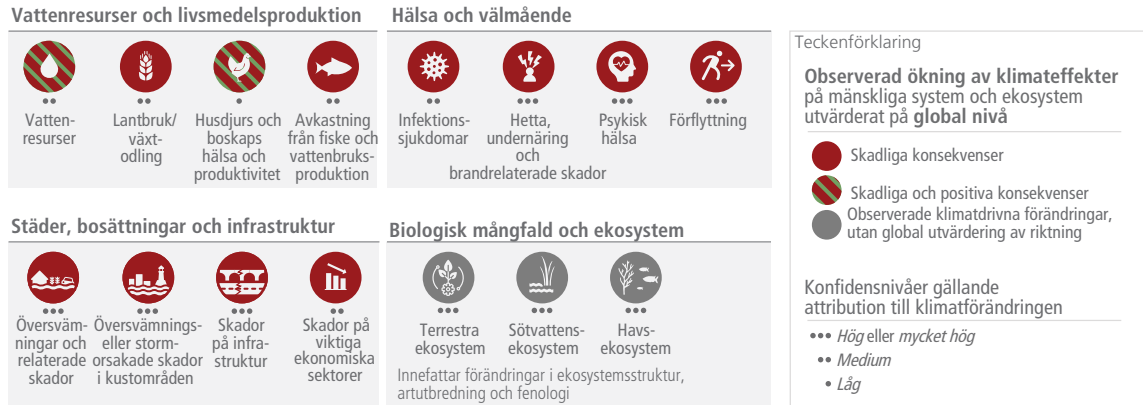 Vattenresurser och livsmedelsproduktion
Vatten-
resurser
Lantbruk/
växt-
odling
Husdjurs och
boskaps
hälsa och
produktivitet
Avkastning
från fiske och
vattenbruks-
produktion
Hälsa och välmående
Infektions-
sjukdomar
Hetta,
undernäring
och
brandrelaterade skador
Psykisk
hälsa
Förflyttning
Städer, bosättningar och infrastruktur
Översväm-
ningar och
relaterade
skador
Översvämnings-
eller storm-
orsakade skador
i kustområden
Skador
på infra-
struktur
Skador på
viktiga
ekonomiska
sektorer
Biologisk mångfald och ekosystem
Terrestra
ekosystem
Sötvattens-
ekosystem
Havs-
ekosystem
Innefattar förändringar i ekosystemsstruktur,
artutbredning och fenologi
Teckenförklaring
Observerad ökning av klimateffekter
på mänskliga system och ekosystem
utvärderat på global nivå
Skadliga konsekvenser
Skadliga och positiva konsekvenser
Observerade klimatdrivna förändringar,
utan global utvärdering av riktning
Konfidensnivåer gällande
attribution till klimatförändringen
••• Hög eller mycket hög
•• Medium
• Låg